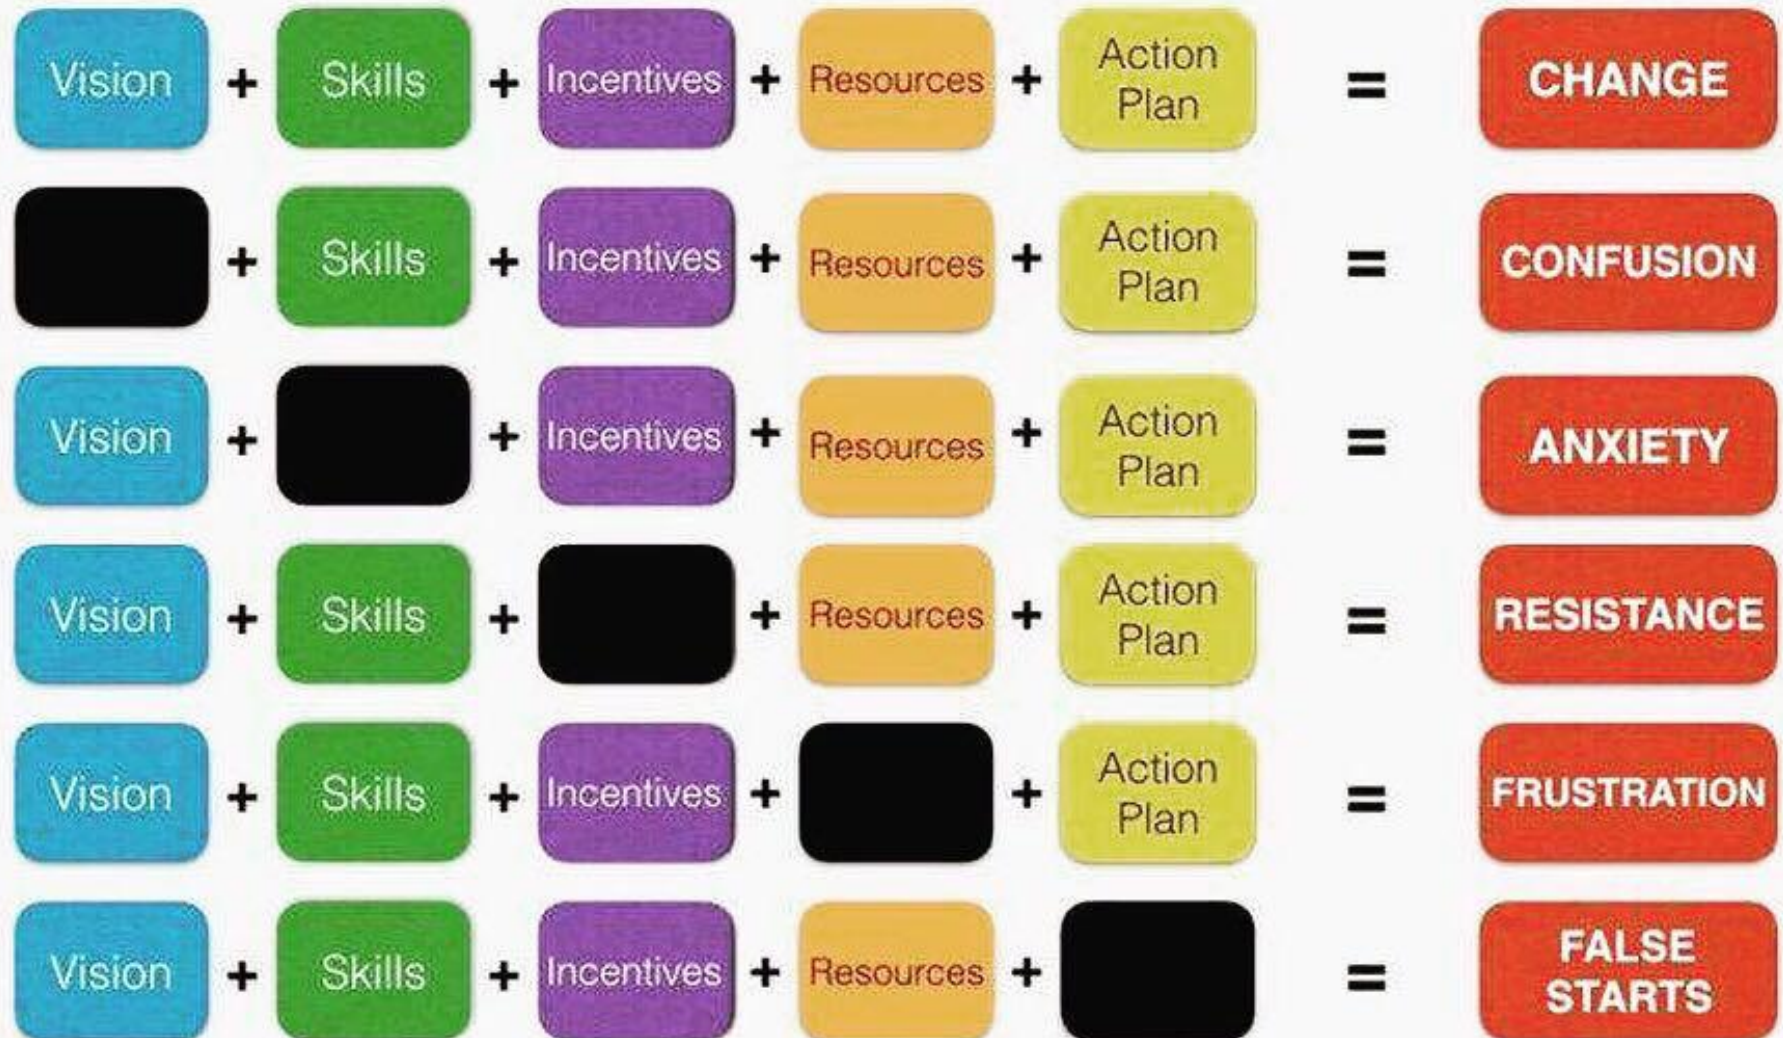 Vision + Skills + Incentives + Resources + Action Plan = CHANGE
+ Skills + Incentives + Resources + Action Plan = CONFUSION
Vision + + Incentives + Resources + Action Plan = ANXIETY
Vision + Skills + + Resources + Action Plan = RESISTANCE
Vision + Skills + Incentives + + Action Plan = FRUSTRATION
Vision + Skills + Incentives + Resources + = FALSE STARTS